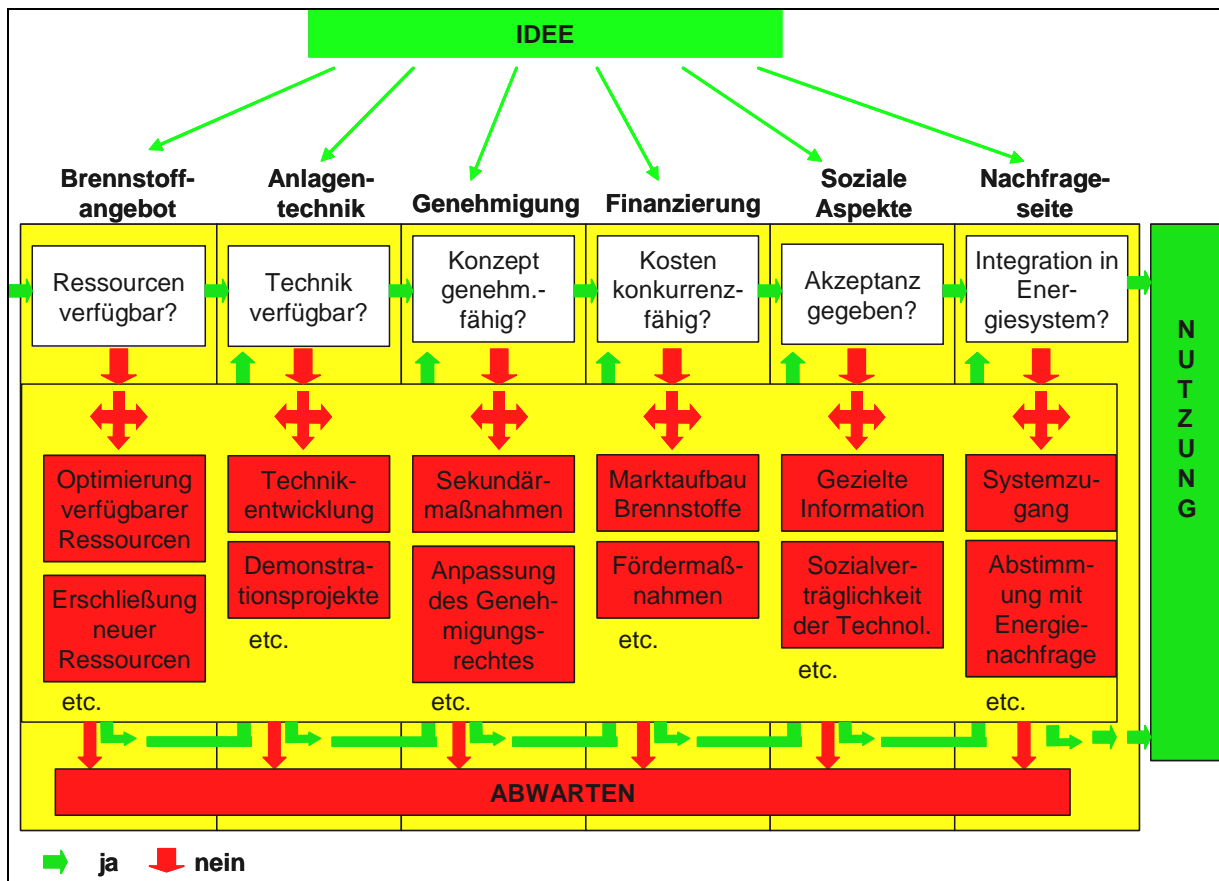 IDEE
Brennstoff-
angebot
Anlagen-
technik
Genehmigung
Finanzierung
Soziale
Aspekte
Nachfrage-
seite
Ressourcen
verfügbar?
Technik
verfügbar?
Konzept
genehm.-
fähig?
Kosten
konkurrenz-
fähig?
Akzeptanz
gegeben?
Integration in
Ener-
giesystem?
Optimierung
verfügbarer
Ressourcen
Erschließung
neuer
Ressourcen
etc.
Technik-
entwicklung
Demonstra-
tionsprojekte
etc.
Sekundär-
maßnahmen
Anpassung
des Geneh-
migungs-
rechtes
etc.
Marktaufbau
Brennstoffe
Fördermaß-
nahmen
etc.
Gezielte
Information
Sozialver-
träglichkeit
der Technol.
etc.
Systemzu-
gang
Abstimm-
ung mit
Energie-
nachfrage
etc.
NUTZUNG
ABWARTEN
ja
nein